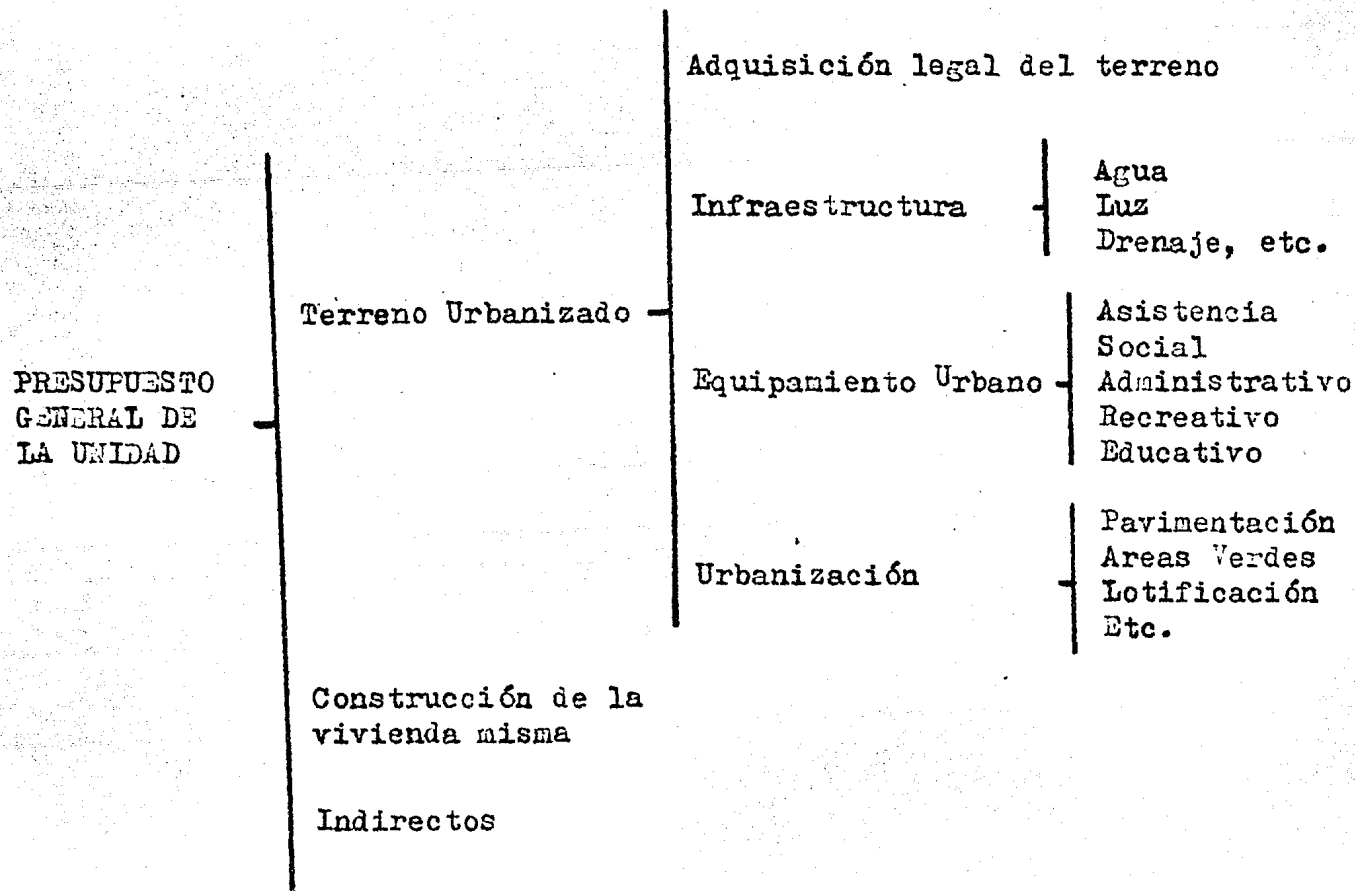 PRESUPUESTO
GENERAL DE
LA UNIDAD
Terreno Urbanizado
Adquisición legal del terreno
Infraestructura
Agua
Luz
Drenaje, etc.
Equipamiento Urbano
Asistencia
Social
Administrativo
Recreativo
Educativo
Urbanización
Pavimentación
Areas Verdes
Lotificación
Etc.
Construcción de la
vivienda misma
Indirectos